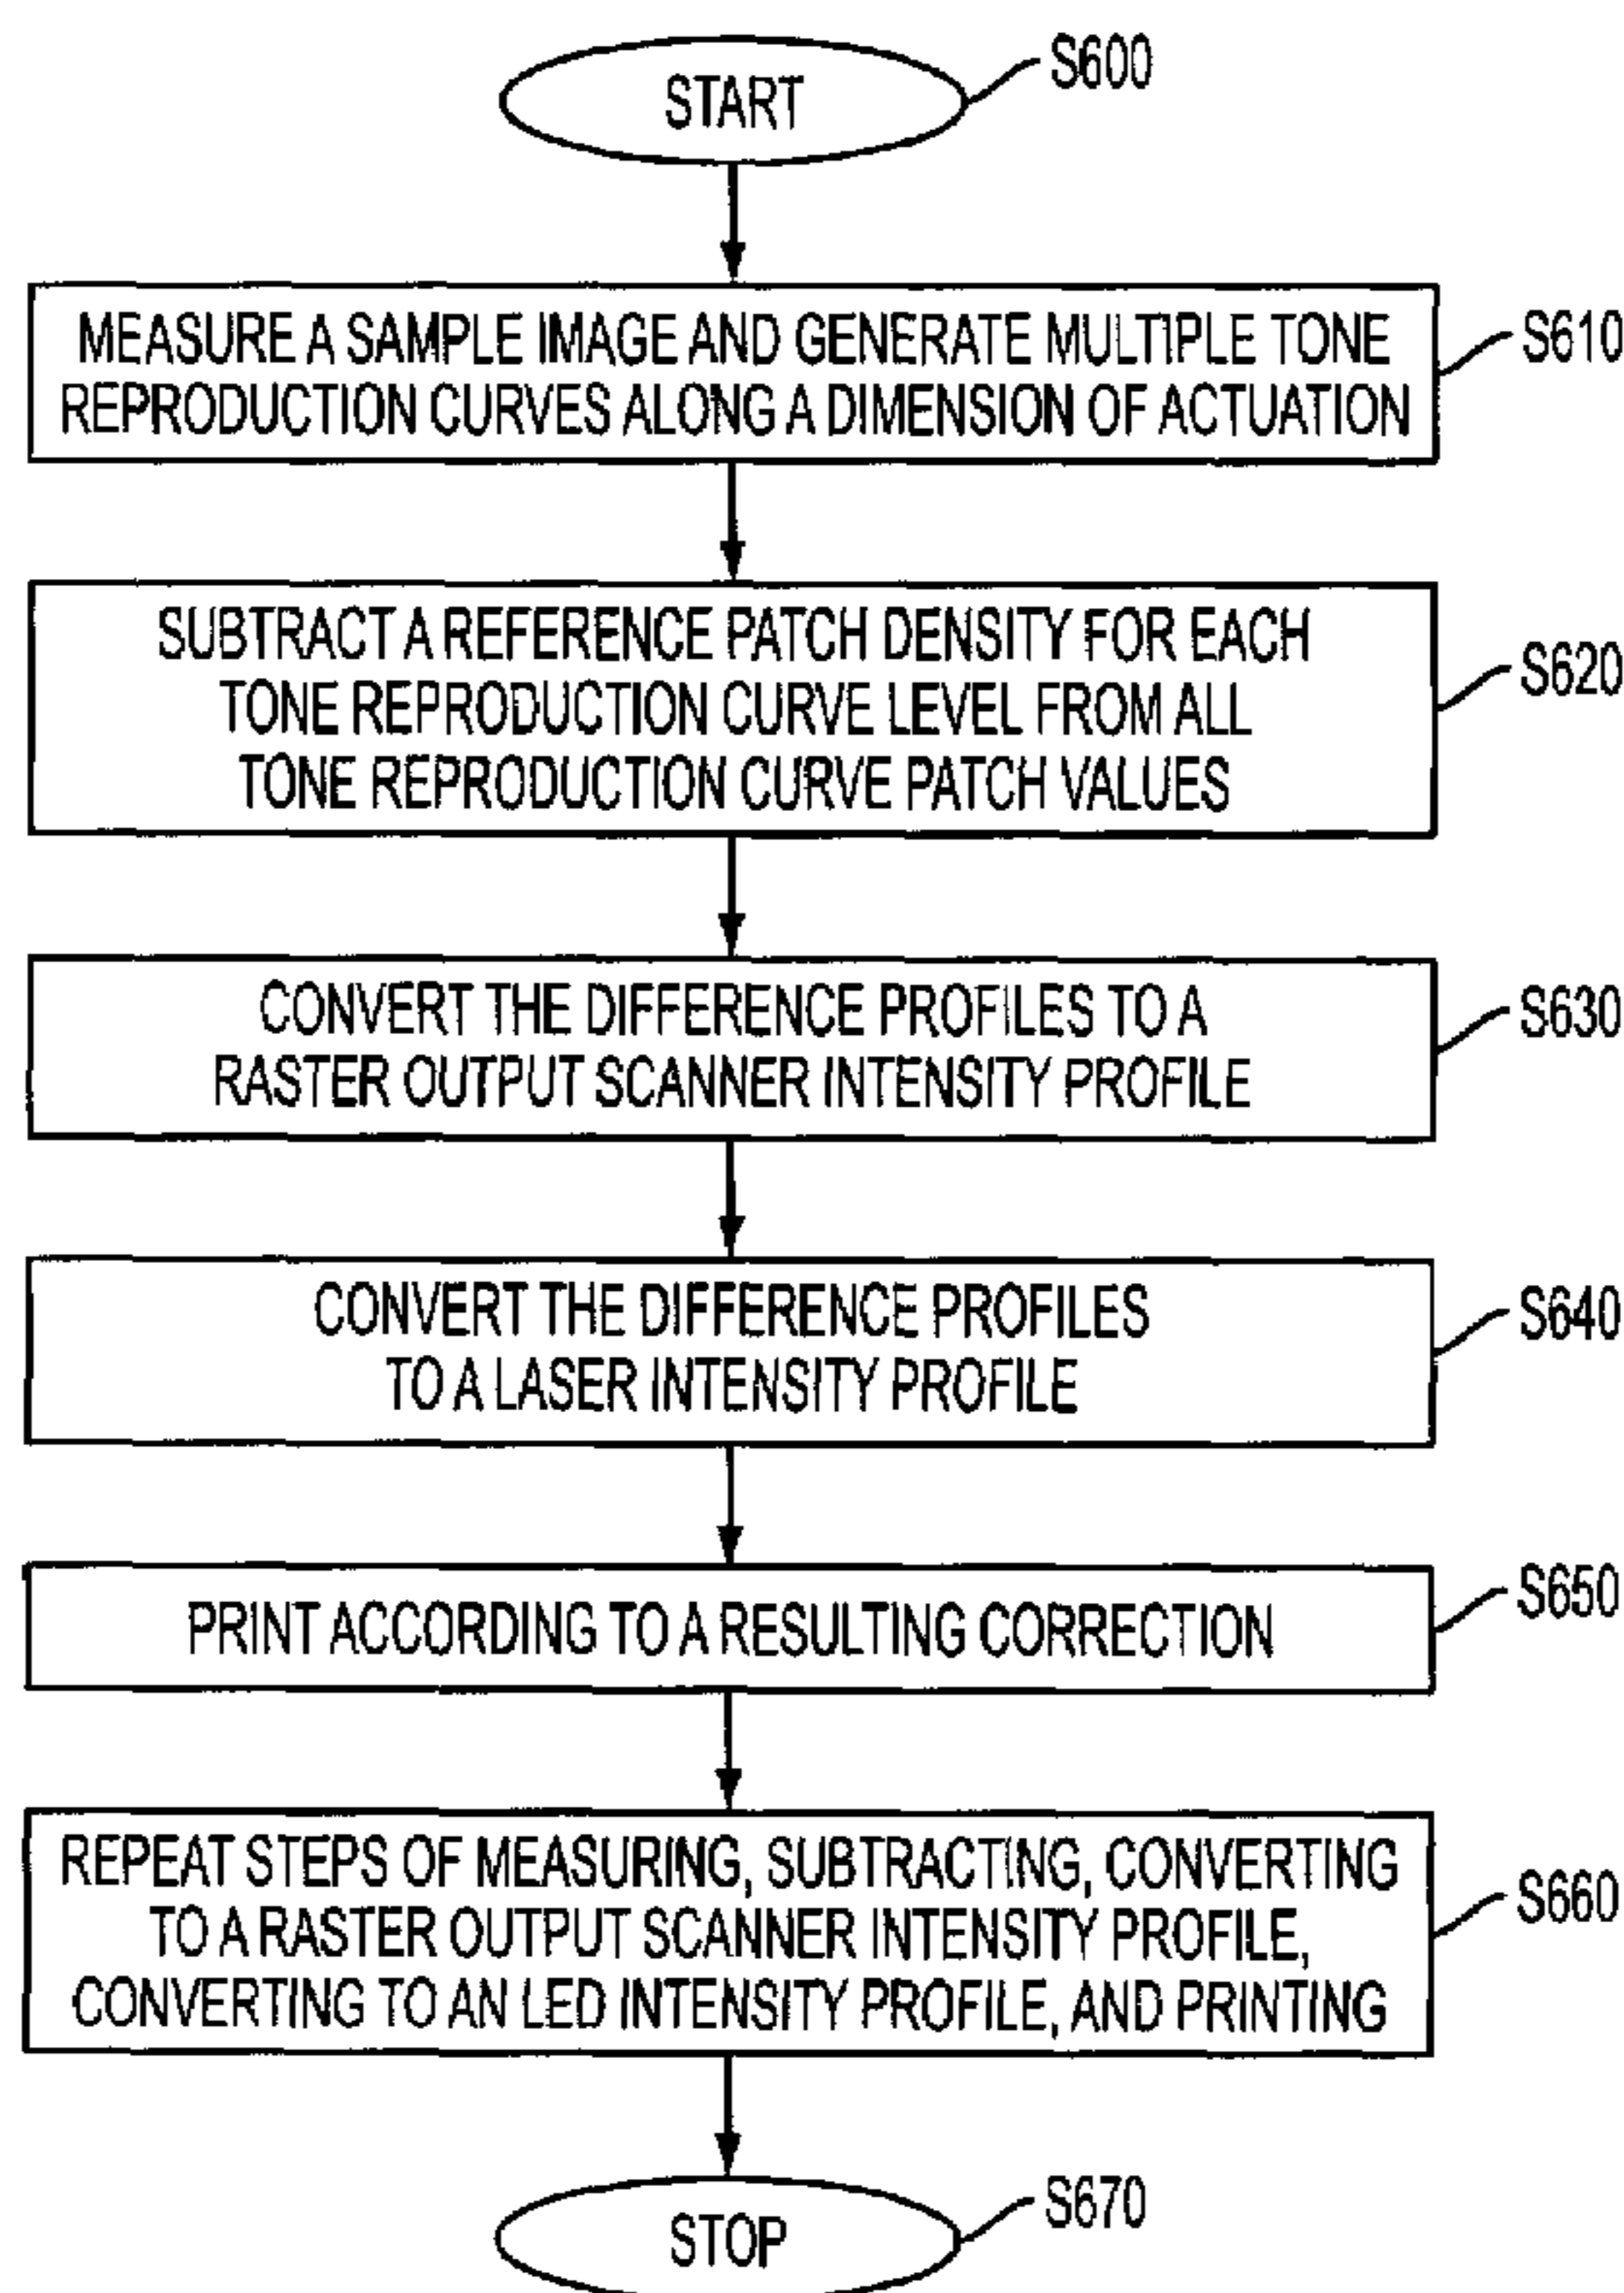 START
S600
MEASURE A SAMPLE IMAGE AND GENERATE MULTIPLE TONE
REPRODUCTION CURVES ALONG A DIMENSION OF ACTUATION
S610
SUBTRACT A REFERENCE PATCH DENSITY FOR EACH
TONE REPRODUCTION CURVE LEVEL FROM ALL
TONE REPRODUCTION CURVE PATCH VALUES
S620
CONVERT THE DIFFERENCE PROFILES TO A
RASTER OUTPUT SCANNER INTENSITY PROFILE
S630
CONVERT THE DIFFERENCE PROFILES
TO A LASER INTENSITY PROFILE
S640
PRINT ACCORDING TO A RESULTING CORRECTION
S650
REPEAT STEPS OF MEASURING, SUBTRACTING, CONVERTING
TO A RASTER OUTPUT SCANNER INTENSITY PROFILE,
CONVERTING TO AN LED INTENSITY PROFILE, AND PRINTING
S660
STOP
S670